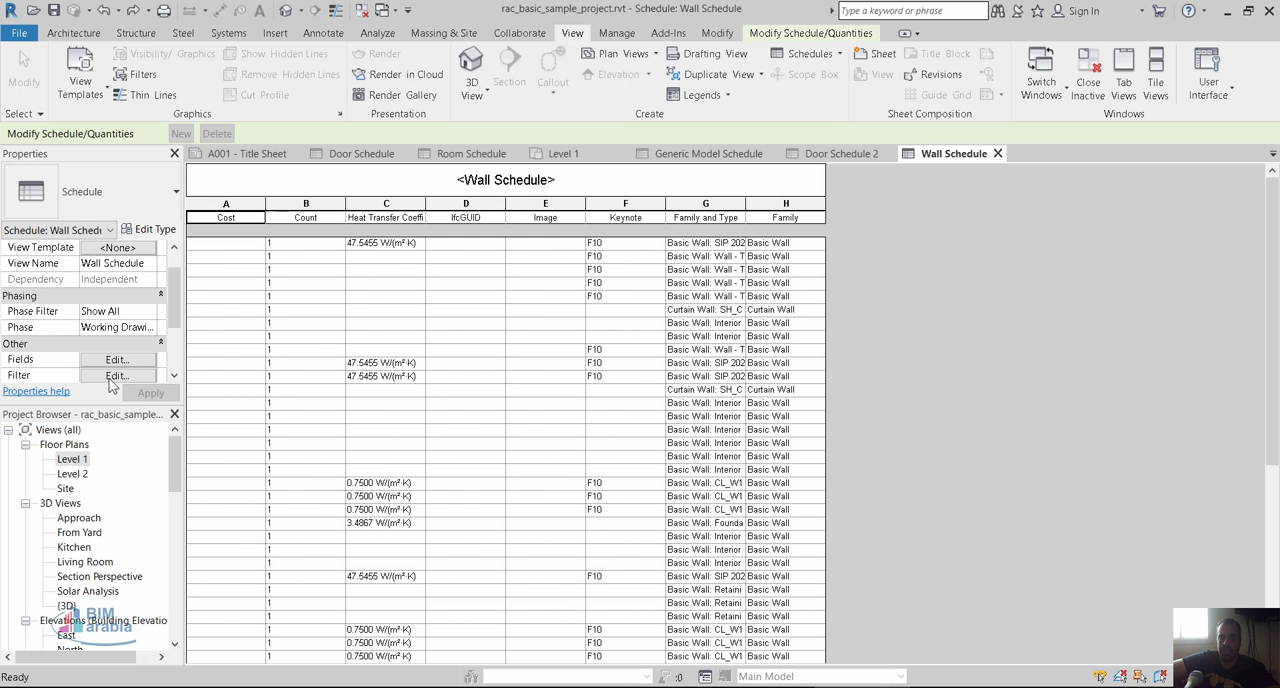 rac_basic_sample_project.rvt - Schedule: Wall Schedule
Type a keyword or phrase
Sign In
File Architecture Structure Steel Systems Insert Annotate Analyze Massing & Site Collaborate View Manage Add-Ins Modify Modify Schedule/Quantities
Modify
View
Templates
Visibility/ Graphics
Filters
Thin Lines
Show Hidden Lines
Remove Hidden Lines
Cut Profile
Render
Render in Cloud
Render Gallery
3D
View
Section
Callout
Plan Views
Elevation
Drafting View
Duplicate View
Legends
Schedules
Scope Box
Sheet
View
Title Block
Revisions
Guide Grid
Switch
Windows
Close
Inactive
Tab
Views
Tile
Views
User
Interface
Select Graphics Presentation Create Sheet Composition Windows
Modify Schedule/Quantities New Delete
Properties
A001 - Title Sheet Door Schedule Room Schedule Level 1 Generic Model Schedule Door Schedule 2 Wall Schedule
Schedule
Schedule: Wall Schedu
Edit Type
View Template <None>
View Name Wall Schedule
Dependency Independent
Phasing
Phase Filter Show All
Phase Working Drawi...
Other
Fields Edit...
Filter Edit...
Properties help Apply
Project Browser - rac_basic_sample...
Views (all)
Floor Plans
Level 1
Level 2
Site
3D Views
Approach
From Yard
Kitchen
Living Room
Section Perspective
Solar Analysis
{3D}
Elevations (Building Elevatio
East
North
BIM
arabia
<Wall Schedule>
A B C D E F G H
Cost Count Heat Transfer Coeffi IfcGUID Image Keynote Family and Type Family
1 47.5455 W/(m²·K) F10 Basic Wall: SIP 202 Basic Wall
1 F10 Basic Wall: Wall - T Basic Wall
1 F10 Basic Wall: Wall - T Basic Wall
1 F10 Basic Wall: Wall - T Basic Wall
1 F10 Basic Wall: Wall - T Basic Wall
1 Curtain Wall: SH_C Curtain Wall
1 Basic Wall: Interior Basic Wall
1 Basic Wall: Interior Basic Wall
1 F10 Basic Wall: Wall - T Basic Wall
1 47.5455 W/(m²·K) F10 Basic Wall: SIP 202 Basic Wall
1 47.5455 W/(m²·K) F10 Basic Wall: SIP 202 Basic Wall
1 Curtain Wall: SH_C Curtain Wall
1 Basic Wall: Interior Basic Wall
1 Basic Wall: Interior Basic Wall
1 Basic Wall: Interior Basic Wall
1 Basic Wall: Interior Basic Wall
1 Basic Wall: Interior Basic Wall
1 Basic Wall: Interior Basic Wall
1 0.7500 W/(m²·K) F10 Basic Wall: CL_W1 Basic Wall
1 0.7500 W/(m²·K) F10 Basic Wall: CL_W1 Basic Wall
1 0.7500 W/(m²·K) F10 Basic Wall: CL_W1 Basic Wall
1 3.4867 W/(m²·K) Basic Wall: Founda Basic Wall
1 Basic Wall: Interior Basic Wall
1 Basic Wall: Interior Basic Wall
1 Basic Wall: Interior Basic Wall
1 47.5455 W/(m²·K) F10 Basic Wall: SIP 202 Basic Wall
1 Basic Wall: Retaini Basic Wall
1 Basic Wall: Retaini Basic Wall
1 Basic Wall: Retaini Basic Wall
1 0.7500 W/(m²·K) F10 Basic Wall: CL_W1 Basic Wall
1 0.7500 W/(m²·K) F10 Basic Wall: CL_W1 Basic Wall
1 0.7500 W/(m²·K) F10 Basic Wall: CL_W1 Basic Wall
Ready :0 Main Model